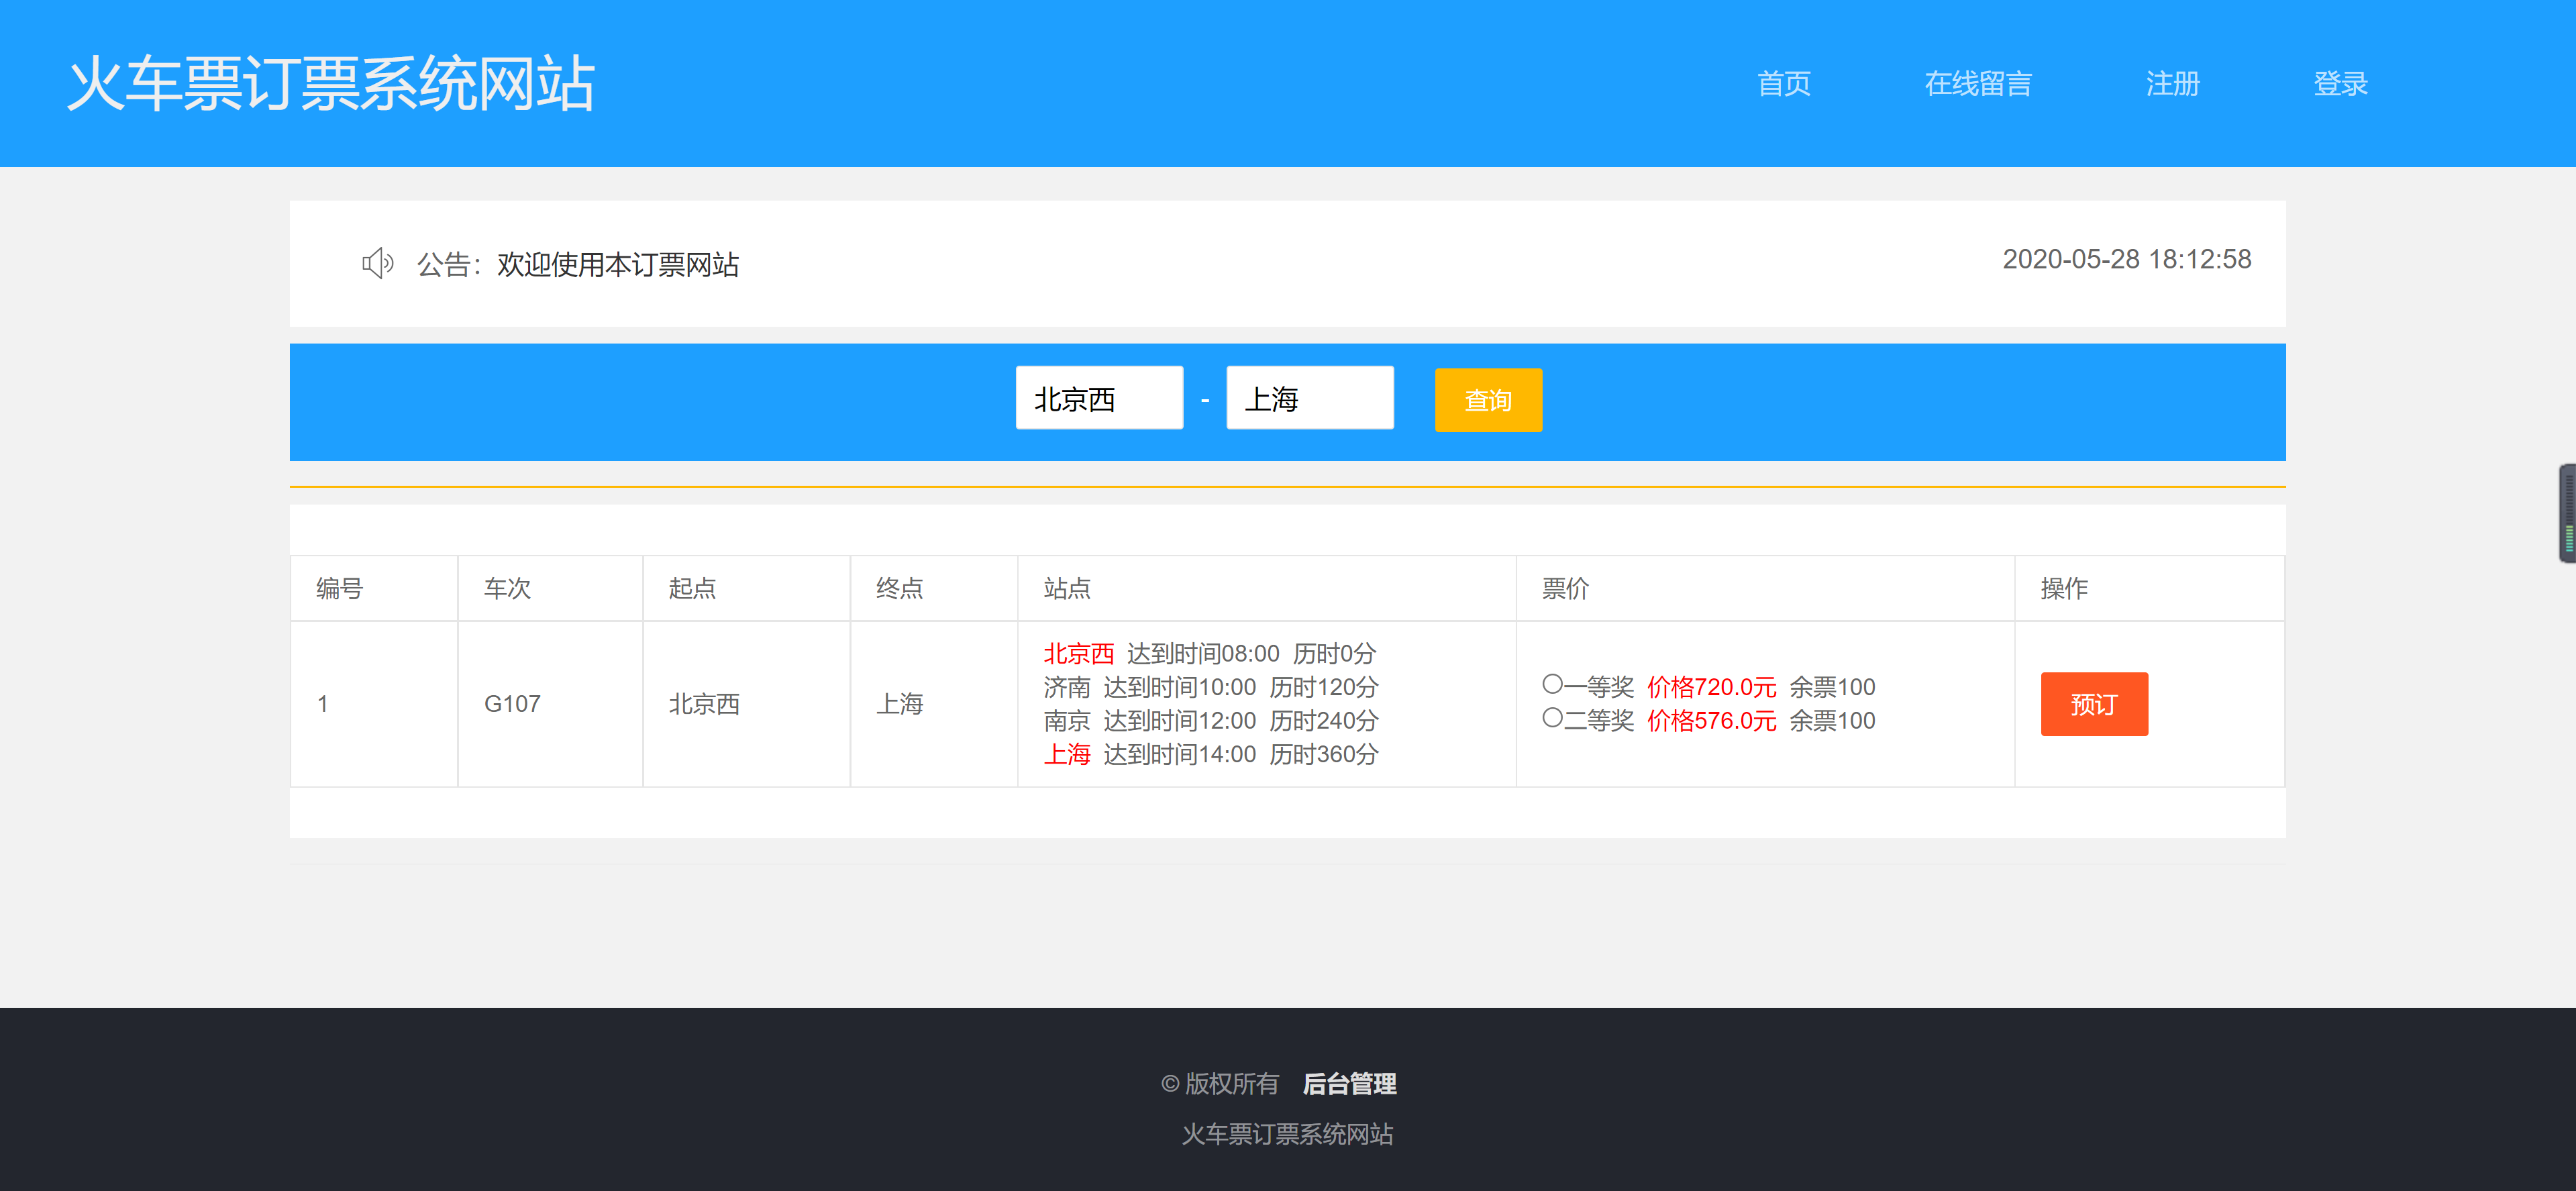 火车票订票系统网站
首页 在线留言 注册 登录
公告：欢迎使用本订票网站
2020-05-28 18:12:58
北京西 - 上海 查询
编号 车次 起点 终点 站点 票价 操作
1 G107 北京西 上海
北京西 达到时间08:00 历时0分
济南 达到时间10:00 历时120分
南京 达到时间12:00 历时240分
上海 达到时间14:00 历时360分
一等奖 价格720.0元 余票100
二等奖 价格576.0元 余票100
预订
© 版权所有 后台管理
火车票订票系统网站